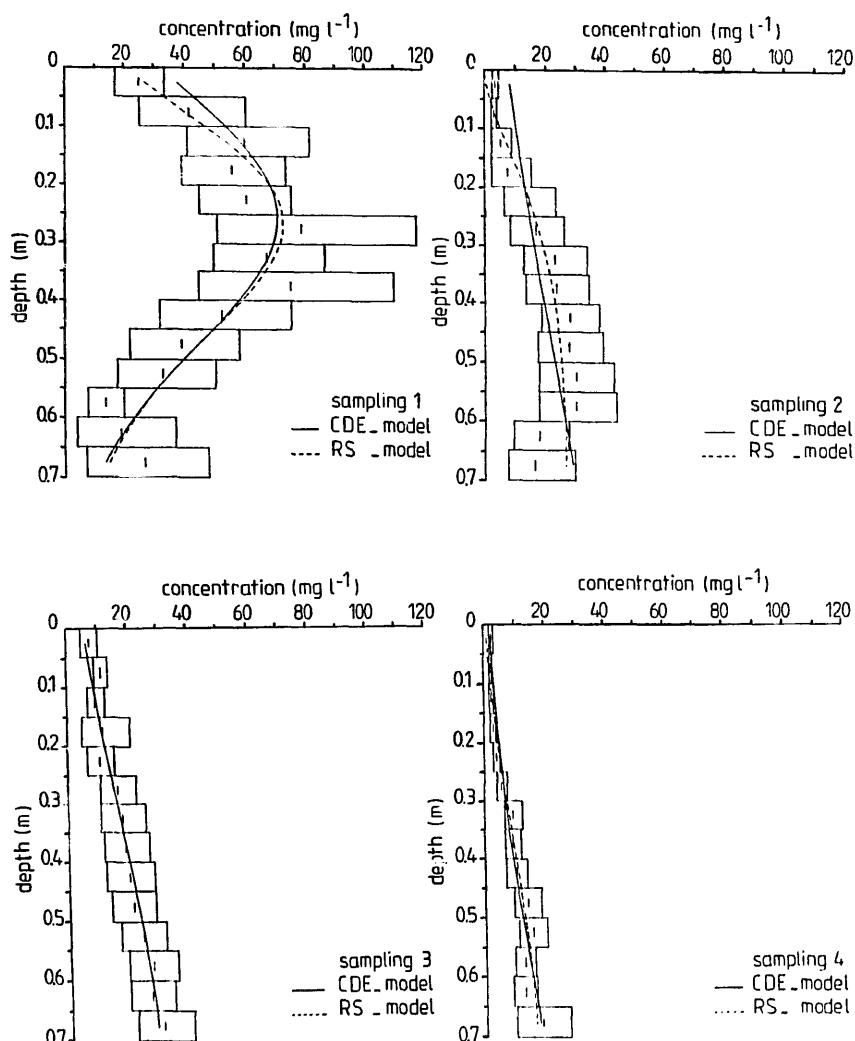 concentration (mg l⁻¹)
0 20 40 60 80 100 120
depth (m)
0.1
0.2
0.3
0.4
0.5
0.6
0.7
sampling 1
CDE_model
RS _model
concentration (mg l⁻¹)
0 20 40 60 80 100 120
depth (m)
0.1
0.2
0.3
0.4
0.5
0.6
0.7
sampling 2
CDE_model
RS _model
concentration (mg l⁻¹)
0 20 40 60 80 100 120
depth (m)
0.1
0.2
0.3
0.4
0.5
0.6
0.7
sampling 3
CDE_model
RS _model
concentration (mg l⁻¹)
0 20 40 60 80 100 120
depth (m)
0.1
0.2
0.3
0.4
0.5
0.6
0.7
sampling 4
CDE_model
RS _model